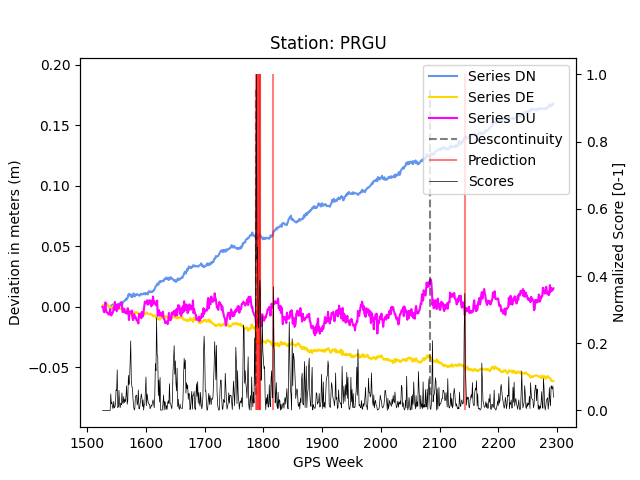 Station: PRGU
0.20
0.15
0.10
0.05
0.00
−0.05
Deviation in meters (m)
1500 1600 1700 1800 1900 2000 2100 2200 2300
GPS Week
1.0
0.8
0.6
0.4
0.2
0.0
Normalized Score [0-1]
Series DN
Series DE
Series DU
Descontinuity
Prediction
Scores